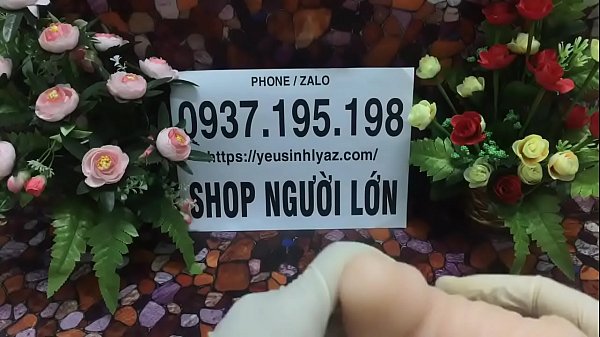 PHONE / ZALO
0937.195.198
https://yeusinhlyaz.com/
SHOP NGƯỜI LỚN